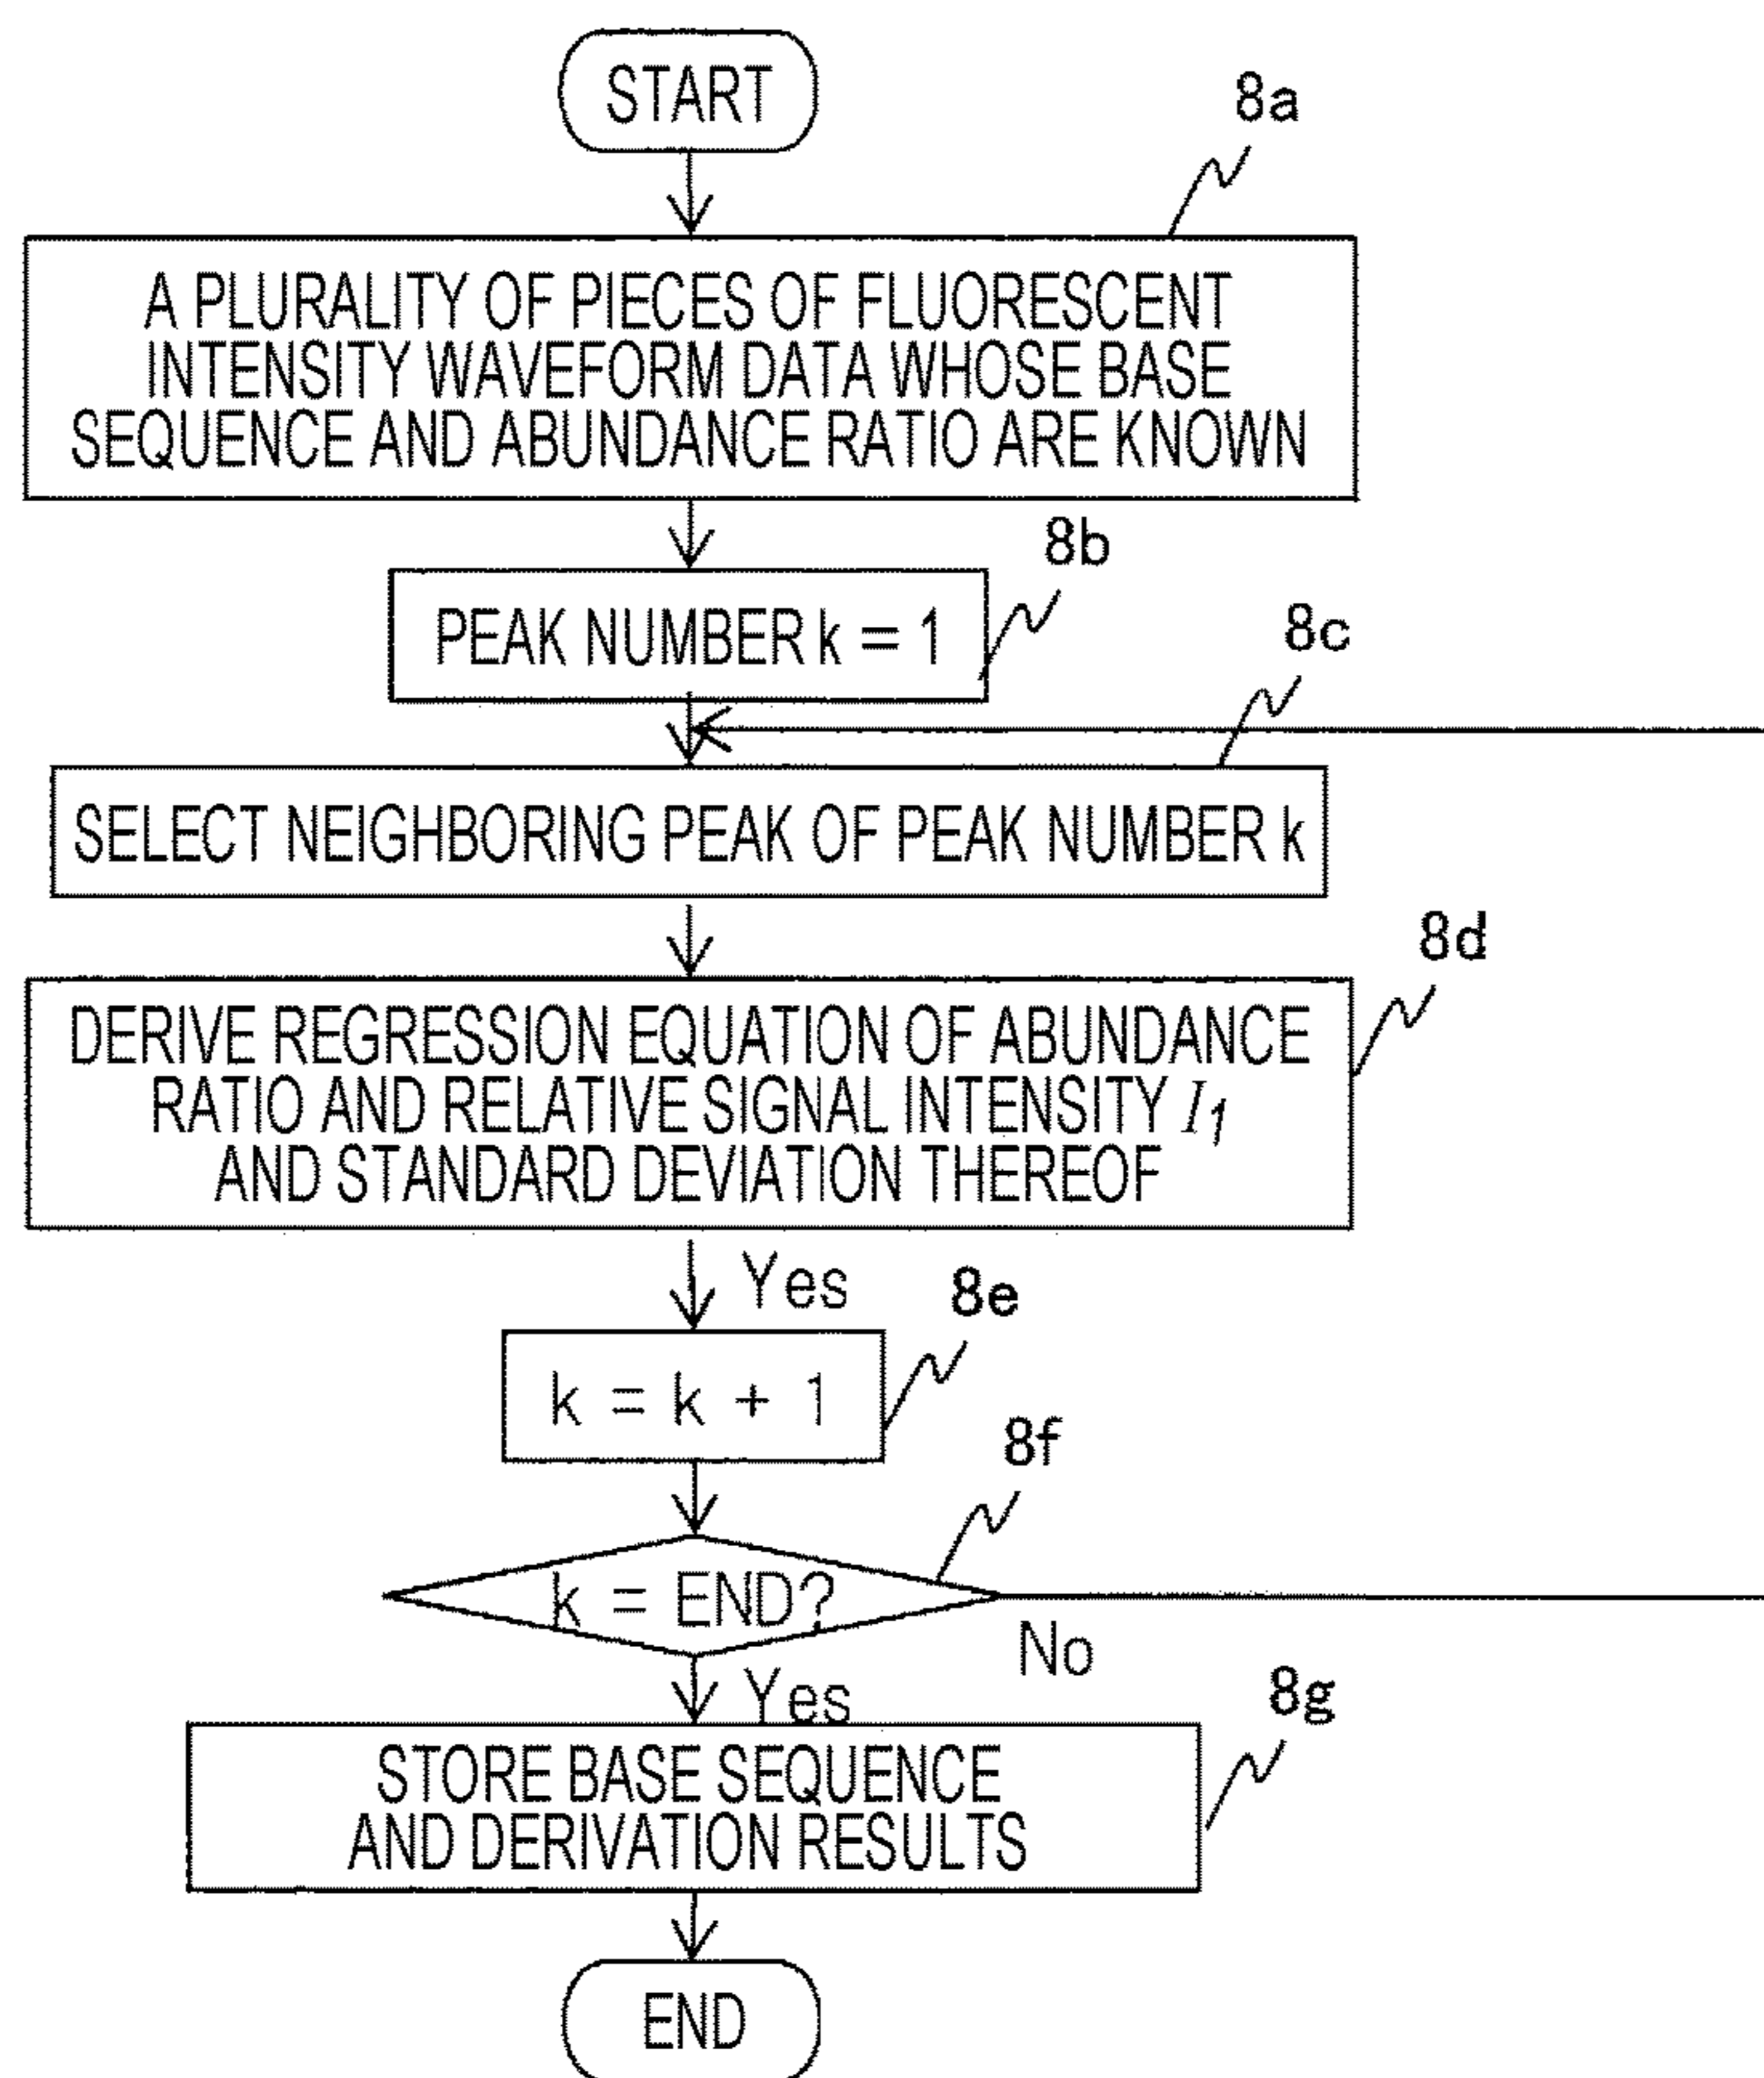 START
8a
A PLURALITY OF PIECES OF FLUORESCENT
INTENSITY WAVEFORM DATA WHOSE BASE
SEQUENCE AND ABUNDANCE RATIO ARE KNOWN
8b
PEAK NUMBER k = 1
8c
SELECT NEIGHBORING PEAK OF PEAK NUMBER k
8d
DERIVE REGRESSION EQUATION OF ABUNDANCE
RATIO AND RELATIVE SIGNAL INTENSITY I₁
AND STANDARD DEVIATION THEREOF
Yes
8e
k = k + 1
8f
k = END?
No
Yes
8g
STORE BASE SEQUENCE
AND DERIVATION RESULTS
END